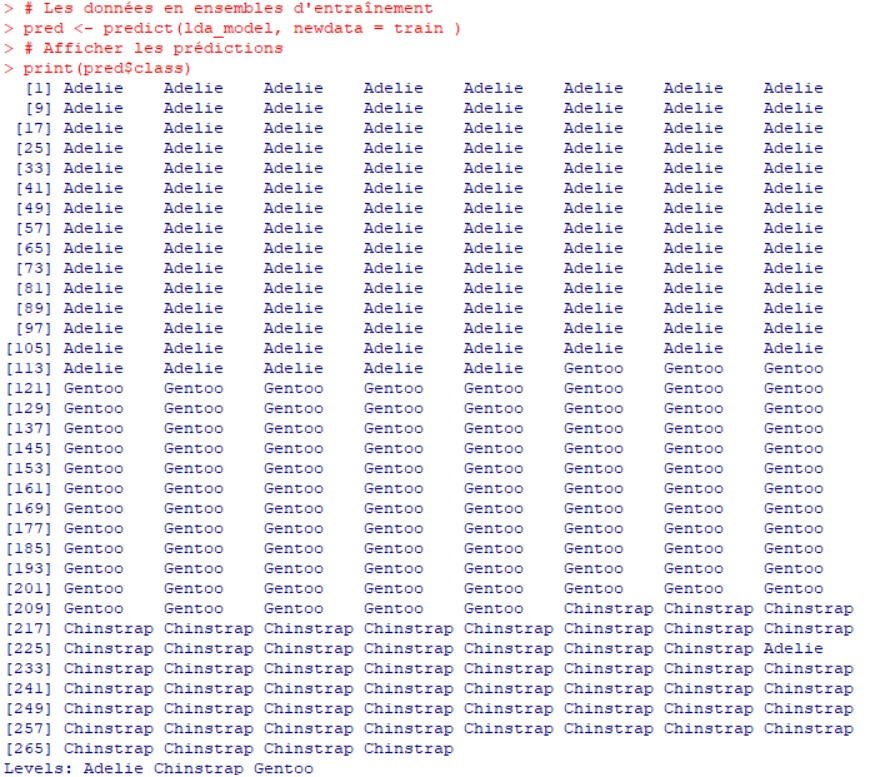 > # Les données en ensembles d'entraînement
> pred <- predict(lda_model, newdata = train )
> # Afficher les prédictions
> print(pred$class)
[1] Adelie Adelie Adelie Adelie Adelie Adelie Adelie Adelie
[9] Adelie Adelie Adelie Adelie Adelie Adelie Adelie Adelie
[17] Adelie Adelie Adelie Adelie Adelie Adelie Adelie Adelie
[25] Adelie Adelie Adelie Adelie Adelie Adelie Adelie Adelie
[33] Adelie Adelie Adelie Adelie Adelie Adelie Adelie Adelie
[41] Adelie Adelie Adelie Adelie Adelie Adelie Adelie Adelie
[49] Adelie Adelie Adelie Adelie Adelie Adelie Adelie Adelie
[57] Adelie Adelie Adelie Adelie Adelie Adelie Adelie Adelie
[65] Adelie Adelie Adelie Adelie Adelie Adelie Adelie Adelie
[73] Adelie Adelie Adelie Adelie Adelie Adelie Adelie Adelie
[81] Adelie Adelie Adelie Adelie Adelie Adelie Adelie Adelie
[89] Adelie Adelie Adelie Adelie Adelie Adelie Adelie Adelie
[97] Adelie Adelie Adelie Adelie Adelie Adelie Adelie Adelie
[105] Adelie Adelie Adelie Adelie Adelie Adelie Adelie Adelie
[113] Adelie Adelie Adelie Adelie Adelie Gentoo Gentoo Gentoo
[121] Gentoo Gentoo Gentoo Gentoo Gentoo Gentoo Gentoo Gentoo
[129] Gentoo Gentoo Gentoo Gentoo Gentoo Gentoo Gentoo Gentoo
[137] Gentoo Gentoo Gentoo Gentoo Gentoo Gentoo Gentoo Gentoo
[145] Gentoo Gentoo Gentoo Gentoo Gentoo Gentoo Gentoo Gentoo
[153] Gentoo Gentoo Gentoo Gentoo Gentoo Gentoo Gentoo Gentoo
[161] Gentoo Gentoo Gentoo Gentoo Gentoo Gentoo Gentoo Gentoo
[169] Gentoo Gentoo Gentoo Gentoo Gentoo Gentoo Gentoo Gentoo
[177] Gentoo Gentoo Gentoo Gentoo Gentoo Gentoo Gentoo Gentoo
[185] Gentoo Gentoo Gentoo Gentoo Gentoo Gentoo Gentoo Gentoo
[193] Gentoo Gentoo Gentoo Gentoo Gentoo Gentoo Gentoo Gentoo
[201] Gentoo Gentoo Gentoo Gentoo Gentoo Gentoo Gentoo Gentoo
[209] Gentoo Gentoo Gentoo Gentoo Gentoo Chinstrap Chinstrap Chinstrap
[217] Chinstrap Chinstrap Chinstrap Chinstrap Chinstrap Chinstrap Chinstrap Chinstrap
[225] Chinstrap Chinstrap Chinstrap Chinstrap Chinstrap Chinstrap Chinstrap Adelie
[233] Chinstrap Chinstrap Chinstrap Chinstrap Chinstrap Chinstrap Chinstrap Chinstrap
[241] Chinstrap Chinstrap Chinstrap Chinstrap Chinstrap Chinstrap Chinstrap Chinstrap
[249] Chinstrap Chinstrap Chinstrap Chinstrap Chinstrap Chinstrap Chinstrap Chinstrap
[257] Chinstrap Chinstrap Chinstrap Chinstrap Chinstrap Chinstrap Chinstrap Chinstrap
[265] Chinstrap Chinstrap Chinstrap Chinstrap
Levels: Adelie Chinstrap Gentoo